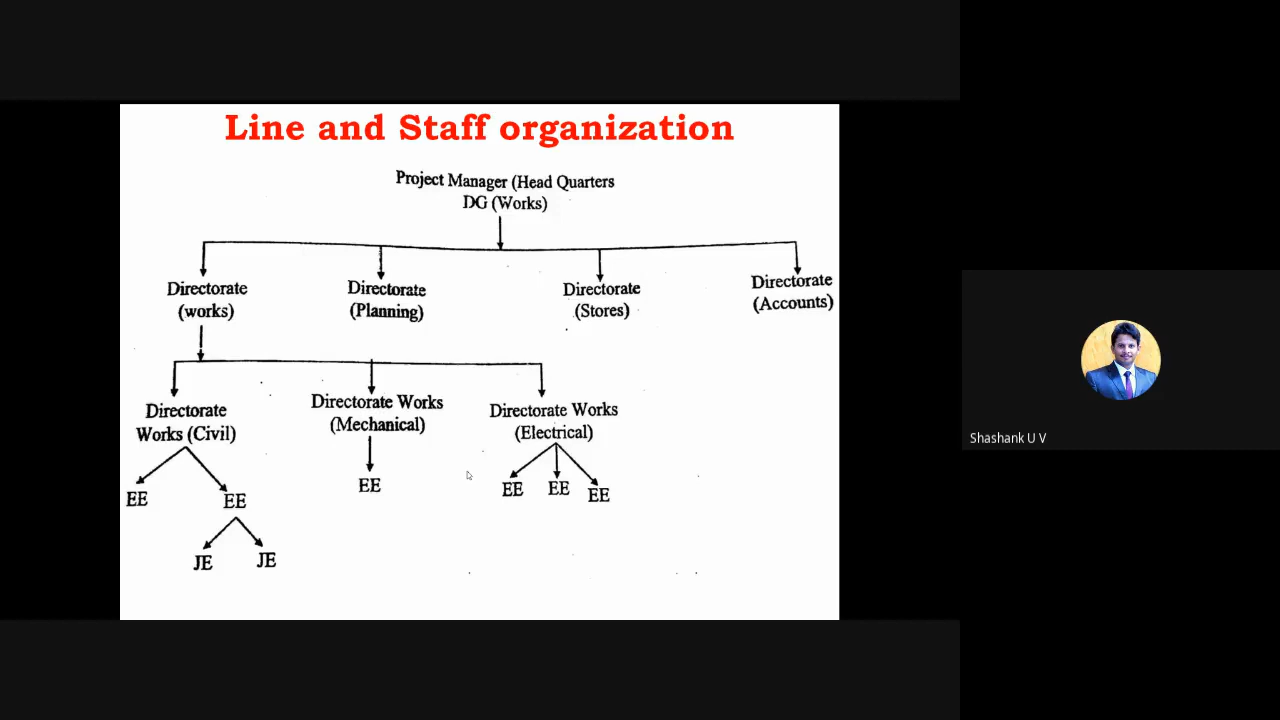 Line and Staff organization
Project Manager (Head Quarters
DG (Works)
Directorate
(works)
Directorate
(Planning)
Directorate
(Stores)
Directorate
(Accounts)
Directorate
Works (Civil)
Directorate Works
(Mechanical)
Directorate Works
(Electrical)
EE
EE
EE
EE
EE
EE
JE
JE
Shashank U V